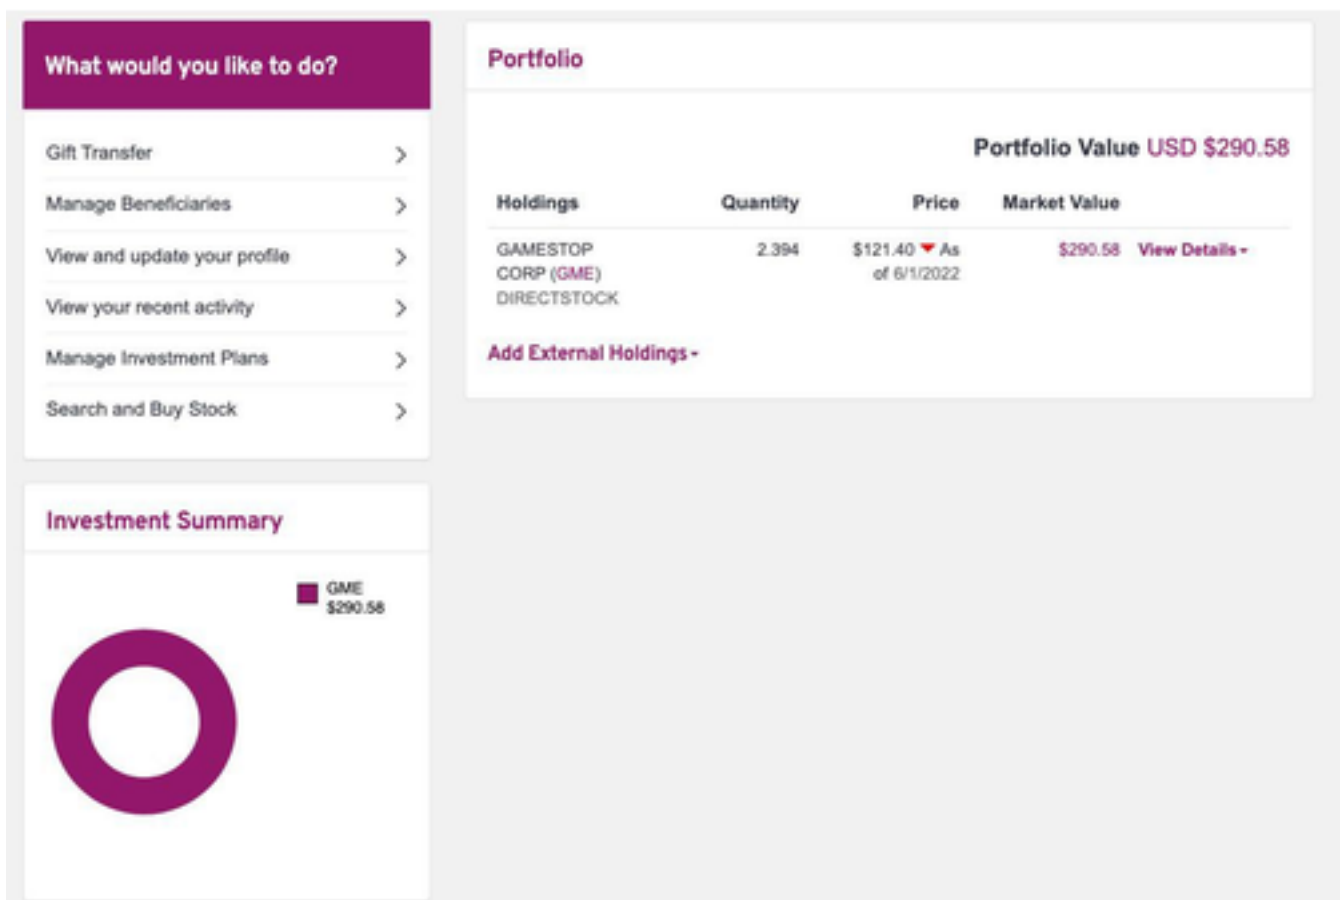 What would you like to do?
Gift Transfer
Manage Beneficiaries
View and update your profile
View your recent activity
Manage Investment Plans
Search and Buy Stock
Investment Summary
GME
$290.58
Portfolio
Portfolio Value USD $290.58
Holdings Quantity Price Market Value
GAMESTOP 2.394 $121.40 ▼ As $290.58 View Details
CORP (GME) of 6/1/2022
DIRECTSTOCK
Add External Holdings